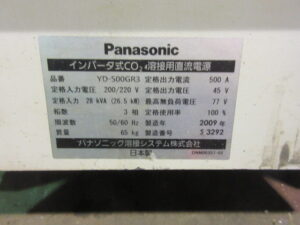 Panasonic
インバータ式CO₂溶接用直流電源
品番 YD-500GR3 定格出力電流 500 A
定格入力電圧 200/220 V 定格出力電圧 45 V
定格入力 28 kVA (26.5 kW) 最高無負荷電圧 77 V
相数 3 相 定格使用率 100 %
周波数 50/60 Hz 製造年 2009 年
質量 65 kg 製造番号 S 3292
パナソニック溶接システム株式会社
日本製